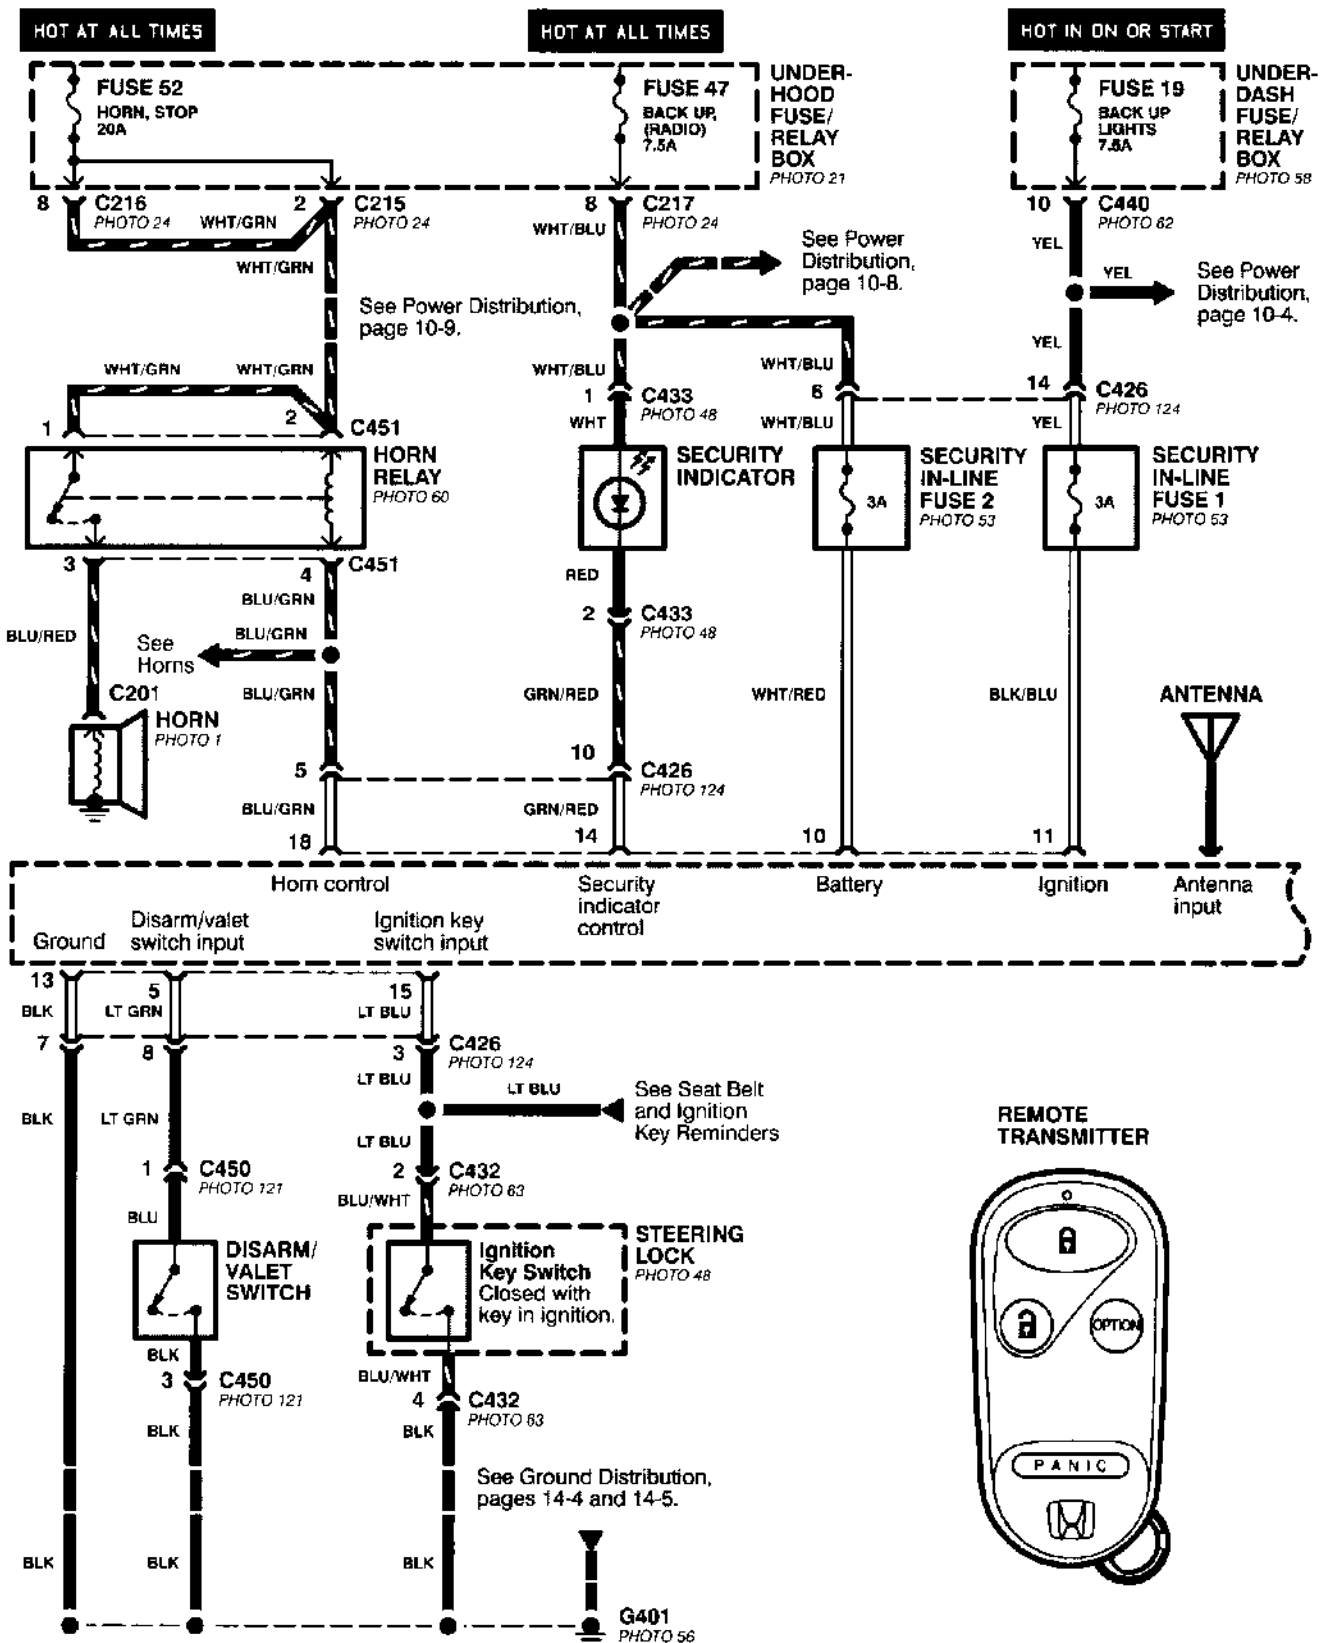 HOT AT ALL TIMES
HOT AT ALL TIMES
HOT IN ON OR START
FUSE 52
HORN, STOP
20A
FUSE 47
BACK UP,
(RADIO)
7.5A
UNDER-
HOOD
FUSE/
RELAY
BOX
PHOTO 21
FUSE 19
BACK UP
LIGHTS
7.5A
UNDER-
DASH
FUSE/
RELAY
BOX
PHOTO 58
8
C216
PHOTO 24
WHT/GRN
2
C215
PHOTO 24
8
C217
PHOTO 24
WHT/BLU
10
C440
PHOTO 62
YEL
WHT/GRN
See Power
Distribution,
page 10-8.
YEL
See Power
Distribution,
page 10-4.
See Power Distribution,
page 10-9.
WHT/GRN
WHT/GRN
WHT/BLU
WHT/BLU
YEL
1
C433
PHOTO 48
6
14
C426
PHOTO 124
1
2
C451
WHT
WHT/BLU
YEL
HORN
RELAY
PHOTO 60
SECURITY
INDICATOR
3A
SECURITY
IN-LINE
FUSE 2
PHOTO 53
3A
SECURITY
IN-LINE
FUSE 1
PHOTO 53
3
4
C451
RED
BLU/GRN
2
C433
PHOTO 48
BLU/RED
See
Horns
BLU/GRN
C201
BLU/GRN
GRN/RED
WHT/RED
BLK/BLU
ANTENNA
HORN
PHOTO 1
5
10
C426
PHOTO 124
BLU/GRN
GRN/RED
18
14
10
11
Horn control
Security
indicator
control
Battery
Ignition
Antenna
input
Ground
Disarm/valet
switch input
Ignition key
switch input
13
5
15
BLK
LT GRN
LT BLU
7
8
3
C426
PHOTO 124
LT BLU
LT BLU
See Seat Belt
and Ignition
Key Reminders
BLK
LT GRN
LT BLU
REMOTE
TRANSMITTER
1
C450
PHOTO 121
2
C432
PHOTO 63
BLU
BLU/WHT
DISARM/
VALET
SWITCH
Ignition
Key Switch
Closed with
key in ignition.
STEERING
LOCK
PHOTO 48
OPTION
BLK
BLU/WHT
3
C450
PHOTO 121
4
C432
PHOTO 63
BLK
BLK
PANIC
See Ground Distribution,
pages 14-4 and 14-5.
BLK
BLK
BLK
G401
PHOTO 56